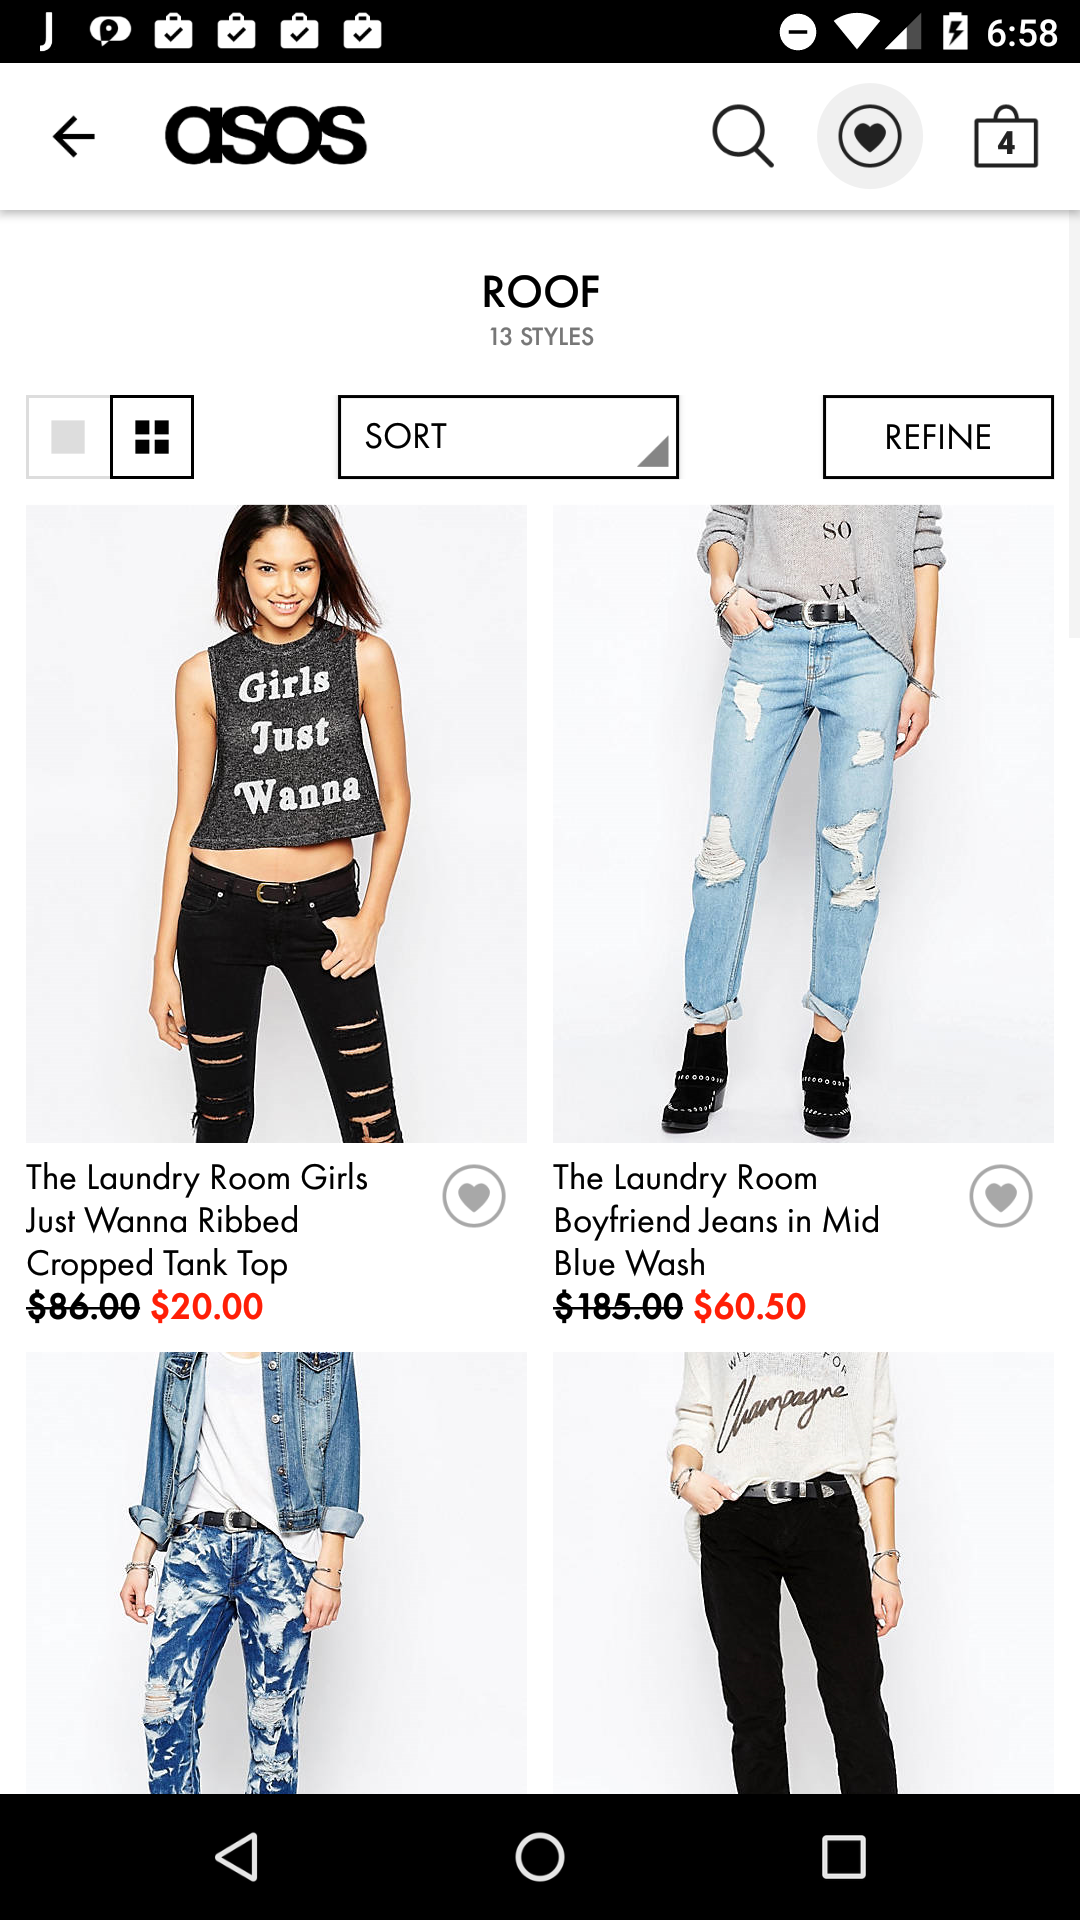 6:58
asos
4
ROOF
13 STYLES
SORT
REFINE
Girls
Just
Wanna
SO
The Laundry Room Girls
Just Wanna Ribbed
Cropped Tank Top
$86.00 $20.00
The Laundry Room
Boyfriend Jeans in Mid
Blue Wash
$185.00 $60.50
FOR
Champagne